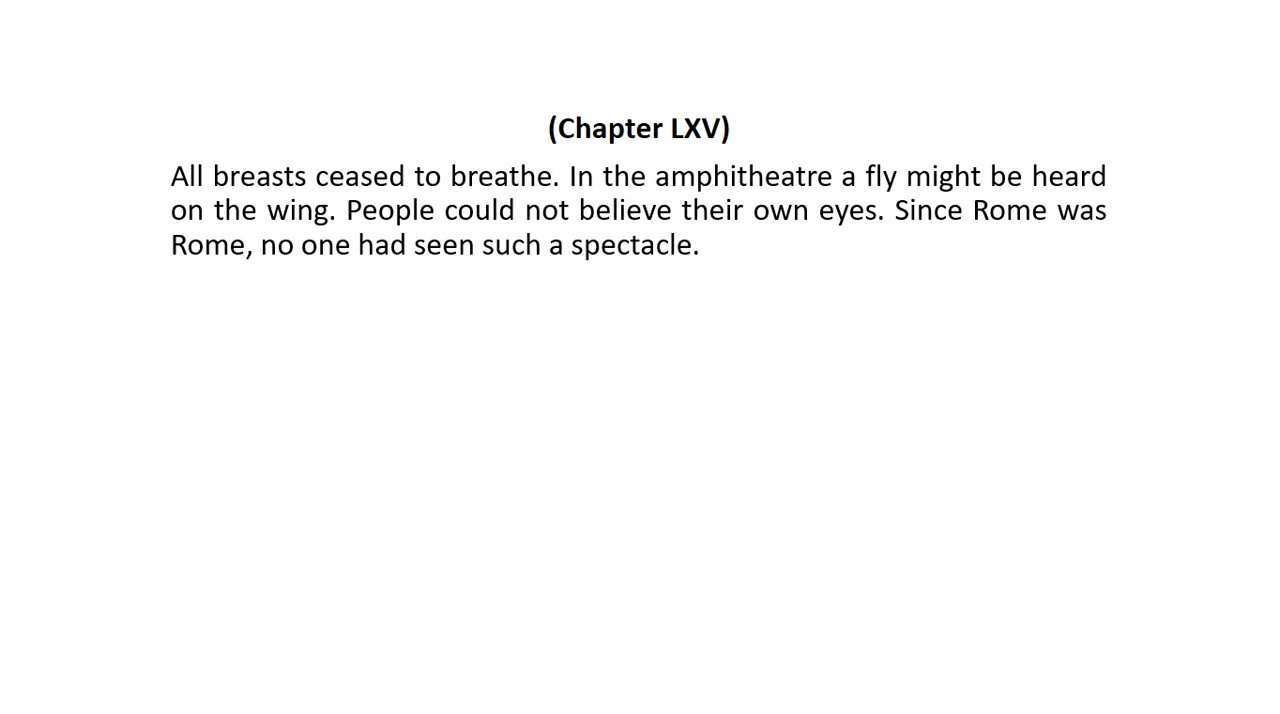 (Chapter LXV)
All breasts ceased to breathe. In the amphitheatre a fly might be heard
on the wing. People could not believe their own eyes. Since Rome was
Rome, no one had seen such a spectacle.